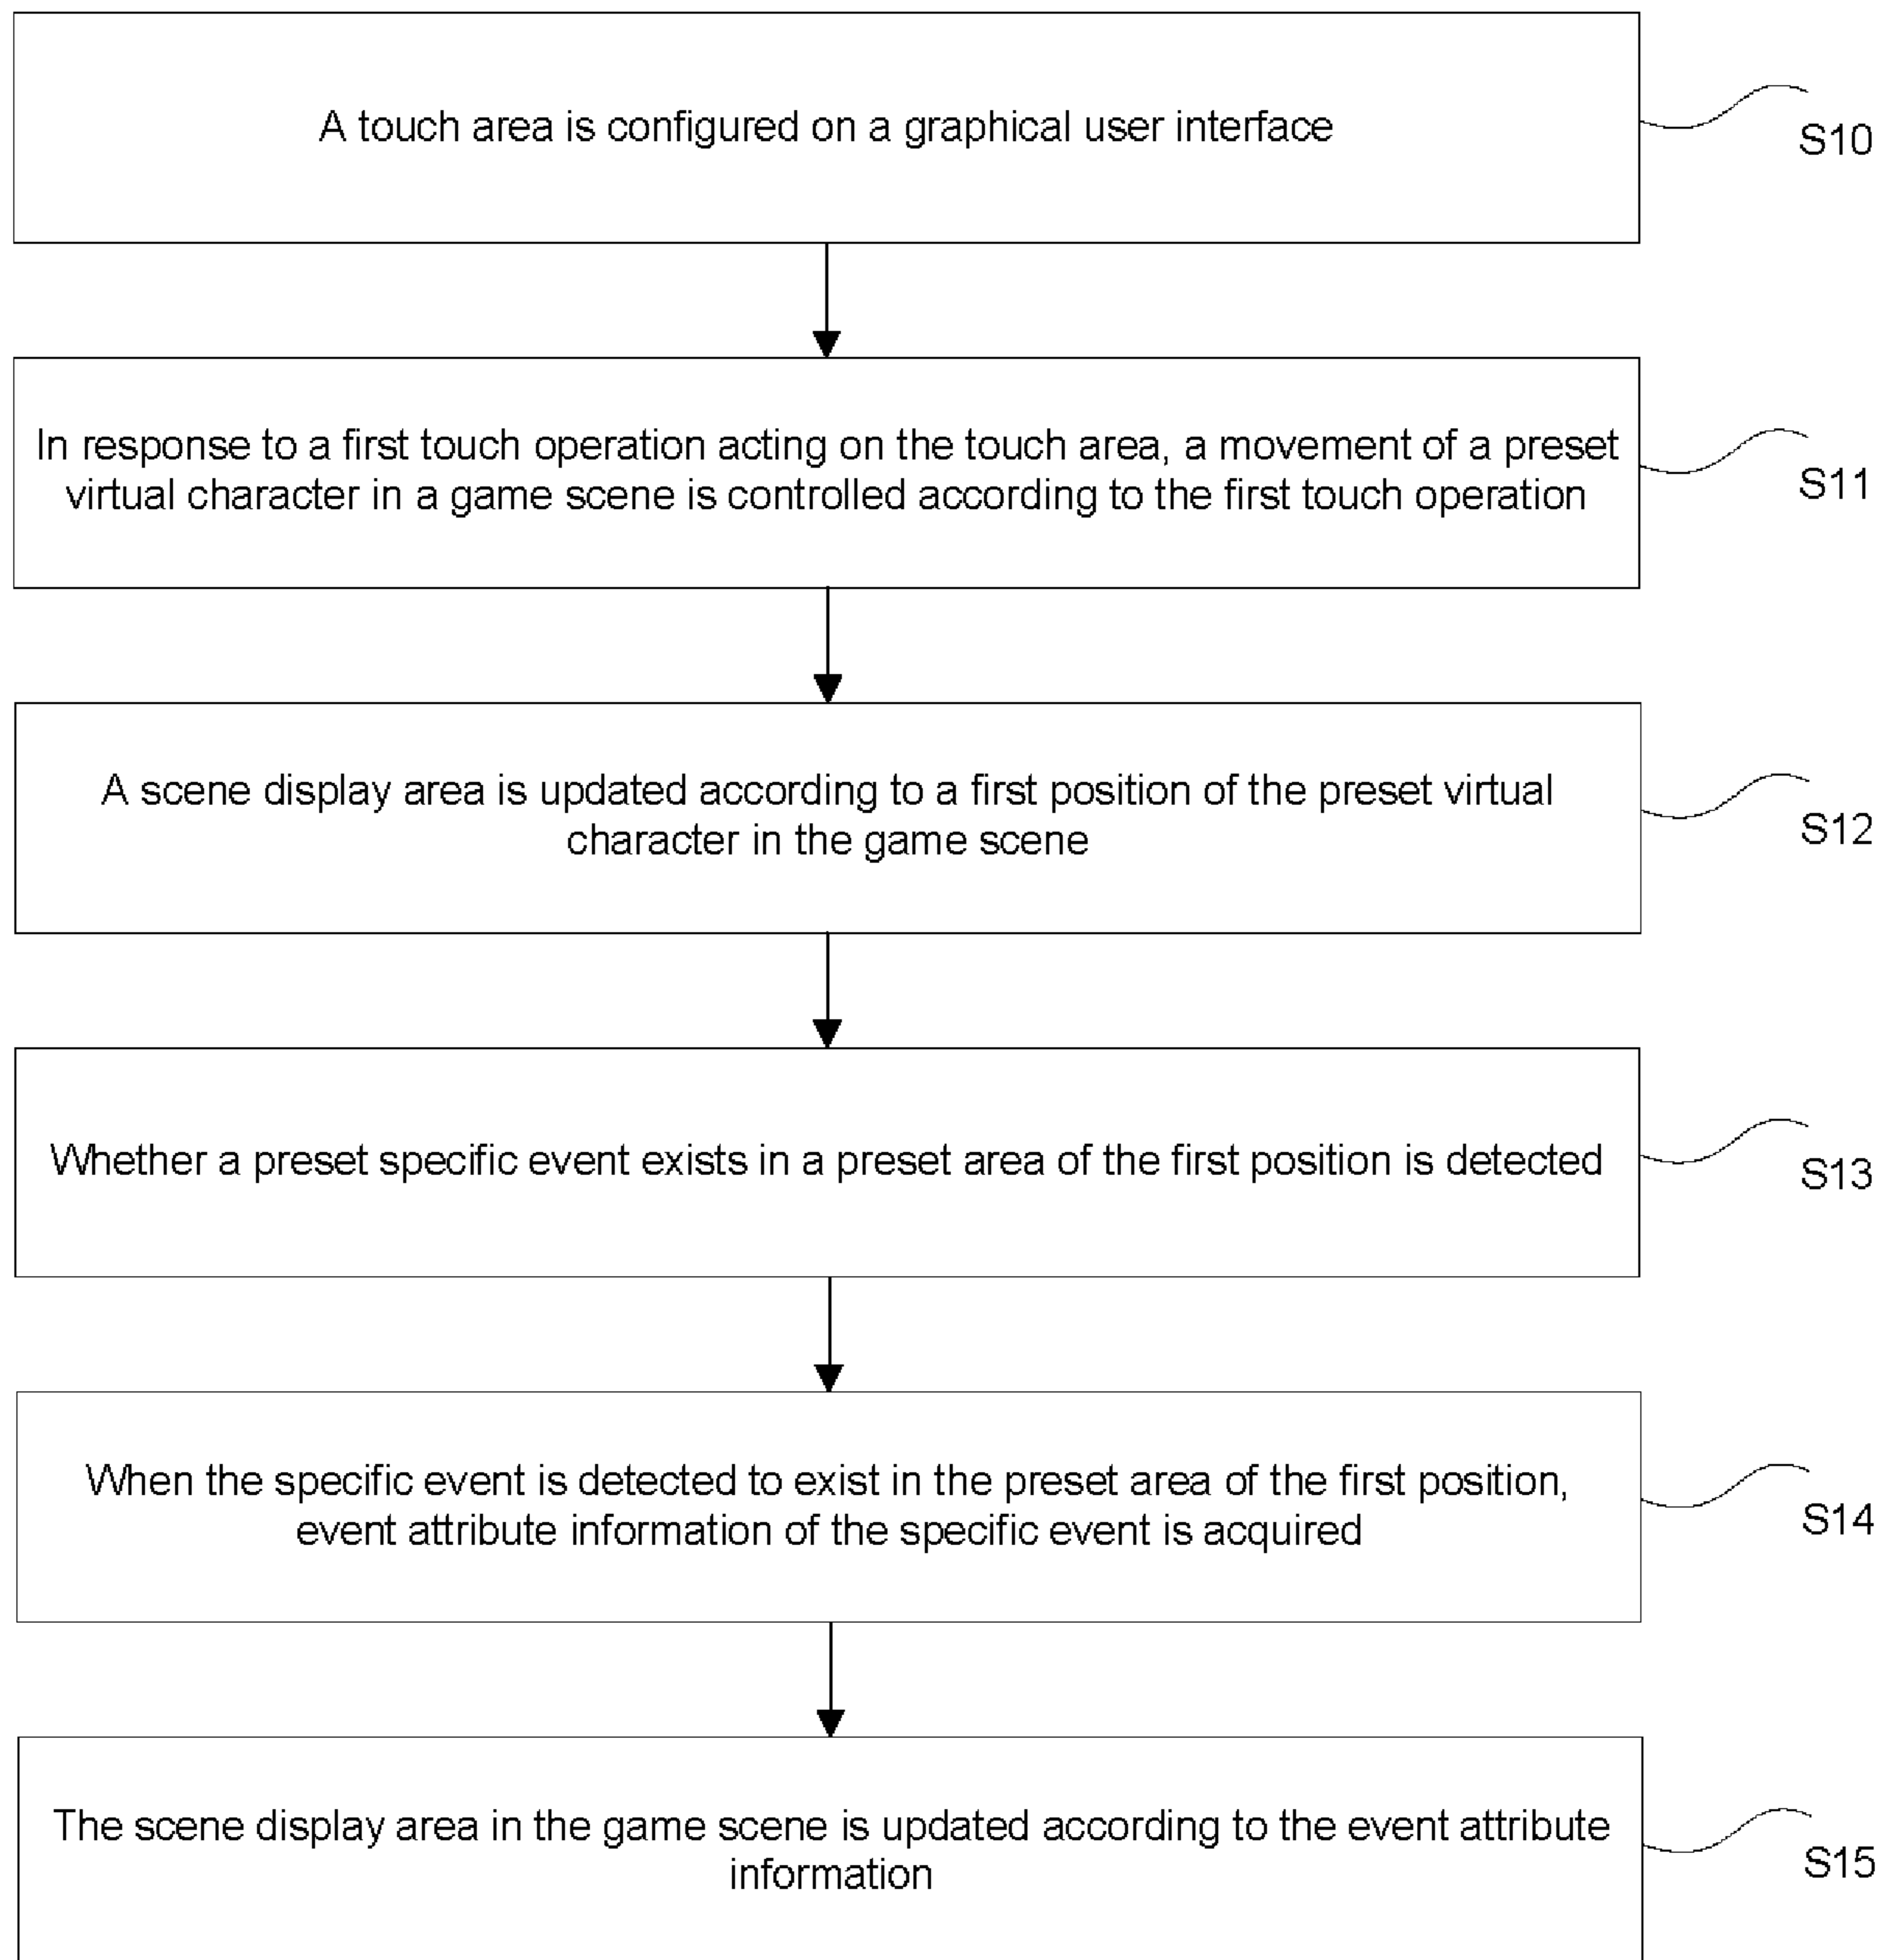 A touch area is configured on a graphical user interface
S10
In response to a first touch operation acting on the touch area, a movement of a preset
virtual character in a game scene is controlled according to the first touch operation
S11
A scene display area is updated according to a first position of the preset virtual
character in the game scene
S12
Whether a preset specific event exists in a preset area of the first position is detected
S13
When the specific event is detected to exist in the preset area of the first position,
event attribute information of the specific event is acquired
S14
The scene display area in the game scene is updated according to the event attribute
information
S15